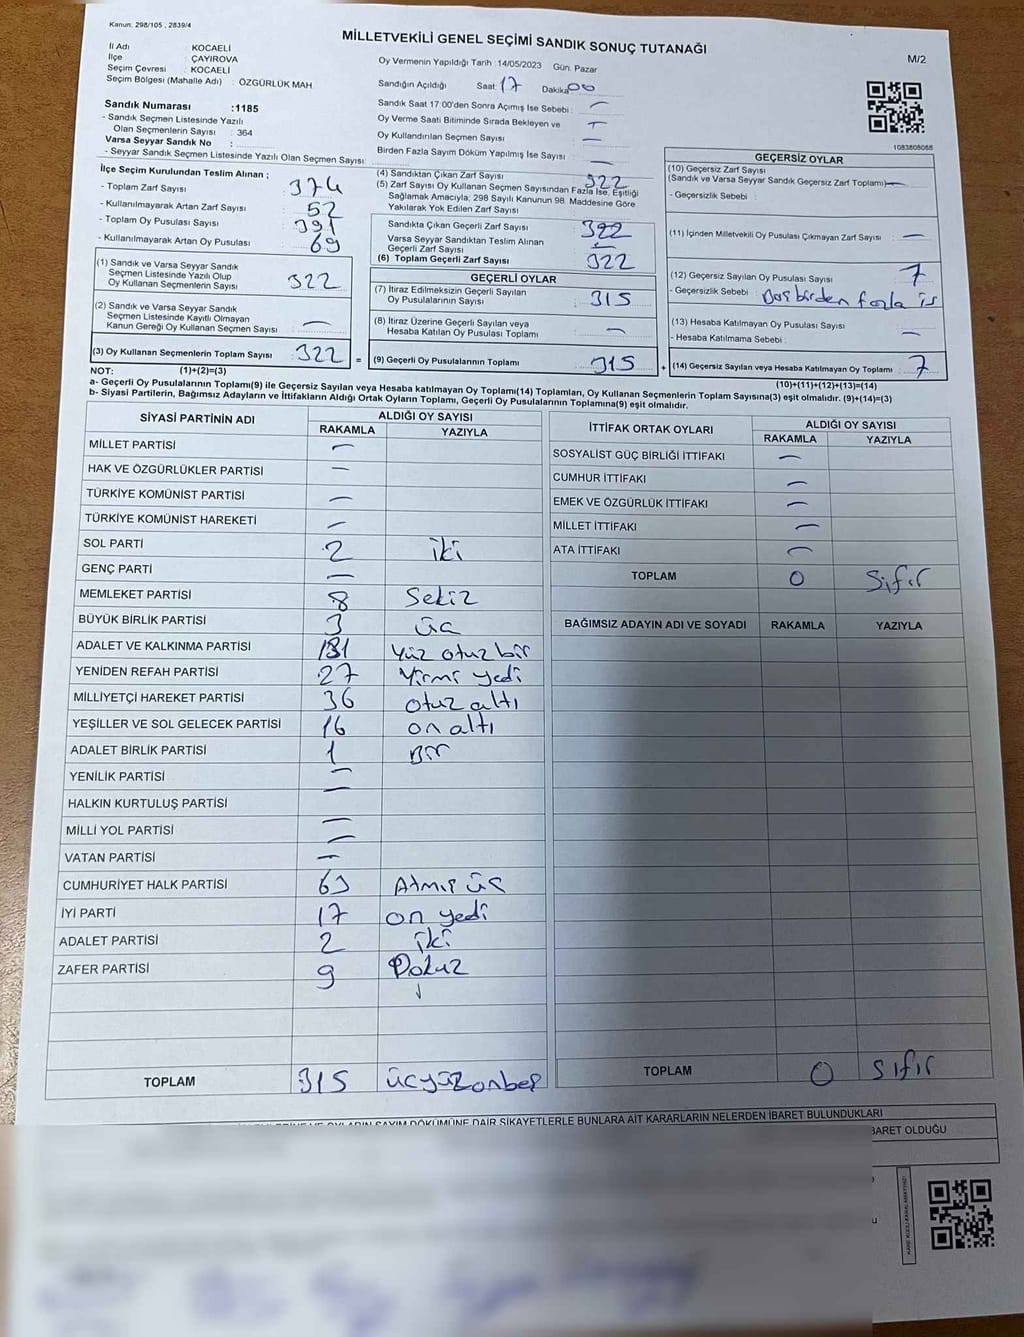 Kanun. 298/105 , 2839/4
MİLLETVEKİLİ GENEL SEÇİMİ SANDIK SONUÇ TUTANAĞI
M/2
İl Adı KOCAELİ
İlçe : ÇAYIROVA
Seçim Çevresi : KOCAELİ
Seçim Bölgesi (Mahalle Adı) : ÖZGÜRLÜK MAH
Sandık Numarası :1185
- Sandık Seçmen Listesinde Yazılı
Olan Seçmenlerin Sayısı : 364
Varsa Seyyar Sandık No :
- Seyyar Sandık Seçmen Listesinde Yazılı Olan Seçmen Sayısı :
Oy Vermenin Yapıldığı Tarih :14/05/2023 Gün. Pazar
Sandığın Açıldığı Saat: 17 Dakika 00
Sandık Saat 17.00'den Sonra Açımış İse Sebebi : —
Oy Verme Saati Bitiminde Sırada Bekleyen ve —
Oy Kullandırılan Seçmen Sayısı —
Birden Fazla Sayım Döküm Yapılmış İse Sayısı —
1083808088
İlçe Seçim Kurulundan Teslim Alınan ;
- Toplam Zarf Sayısı : 374
- Kullanılmayarak Artan Zarf Sayısı : 52
- Toplam Oy Pusulası Sayısı : 391
- Kullanılmayarak Artan Oy Pusulası : 69
(1) Sandık ve Varsa Seyyar Sandık
Seçmen Listesinde Yazılı Olup
Oy Kullanan Seçmenlerin Sayısı : 322
(2) Sandık ve Varsa Seyyar Sandık
Seçmen Listesinde Kayıtlı Olmayan
Kanun Gereği Oy Kullanan Seçmen Sayısı : —
(3) Oy Kullanan Seçmenlerin Toplam Sayısı : 322 =
(4) Sandıktan Çıkan Zarf Sayısı 322
(5) Zarf Sayısı Oy Kullanan Seçmen Sayısından Fazla İse, Eşitliği
Sağlamak Amacıyla; 298 Sayılı Kanunun 98. Maddesine Göre
Yakılarak Yok Edilen Zarf Sayısı
Sandıkta Çıkan Geçerli Zarf Sayısı 322
Varsa Seyyar Sandıktan Teslim Alınan
Geçerli Zarf Sayısı —
(6) Toplam Geçerli Zarf Sayısı 322
GEÇERLİ OYLAR
(7) İtiraz Edilmeksizin Geçerli Sayılan
Oy Pusulalarının Sayısı 315
(8) İtiraz Üzerine Geçerli Sayılan veya
Hesaba Katılan Oy Pusulası Toplamı —
(9) Geçerli Oy Pusulalarının Toplamı 315 +
GEÇERSİZ OYLAR
(10) Geçersiz Zarf Sayısı
(Sandık ve Varsa Seyyar Sandık Geçersiz Zarf Toplamı) —
- Geçersizlik Sebebi :
(11) İçinden Milletvekili Oy Pusulası Çıkmayan Zarf Sayısı —
(12) Geçersiz Sayılan Oy Pusulası Sayısı 7
- Geçersizlik Sebebi : birden fazla
(13) Hesaba Katılmayan Oy Pusulası Sayısı —
- Hesaba Katılmama Sebebi :
(14) Geçersiz Sayılan veya Hesaba Katılmayan Oy Toplamı 7
NOT: (1)+(2)=(3)
(10)+(11)+(12)+(13)=(14)
a- Geçerli Oy Pusulalarının Toplamı(9) ile Geçersiz Sayılan veya Hesaba katılmayan Oy Toplamı(14) Toplamları, Oy Kullanan Seçmenlerin Toplam Sayısına(3) eşit olmalıdır. (9)+(14)=(3)
b- Siyasi Partilerin, Bağımsız Adayların ve İttifakların Aldığı Ortak Oyların Toplamı, Geçerli Oy Pusulalarının Toplamına(9) eşit olmalıdır.
SİYASİ PARTİNİN ADI ALDIĞI OY SAYISI
RAKAMLA YAZIYLA
MİLLET PARTİSİ —
HAK VE ÖZGÜRLÜKLER PARTİSİ —
TÜRKİYE KOMÜNİST PARTİSİ —
TÜRKİYE KOMÜNİST HAREKETİ —
SOL PARTİ 2 iki
GENÇ PARTİ —
MEMLEKET PARTİSİ 8 Sekiz
BÜYÜK BİRLİK PARTİSİ 3 üç
ADALET VE KALKINMA PARTİSİ 131 Yüz otuz bir
YENİDEN REFAH PARTİSİ 27 Yirmi yedi
MİLLİYETÇİ HAREKET PARTİSİ 36 otuz altı
YEŞİLLER VE SOL GELECEK PARTİSİ 16 on altı
ADALET BİRLİK PARTİSİ 1 Bir
YENİLİK PARTİSİ —
HALKIN KURTULUŞ PARTİSİ —
MİLLİ YOL PARTİSİ —
VATAN PARTİSİ —
CUMHURİYET HALK PARTİSİ 63 Atmış üç
İYİ PARTİ 17 on yedi
ADALET PARTİSİ 2 iki
ZAFER PARTİSİ 9 Dokuz
TOPLAM 315 üçyüzonbeş
İTTİFAK ORTAK OYLARI ALDIĞI OY SAYISI
RAKAMLA YAZIYLA
SOSYALİST GÜÇ BİRLİĞİ İTTİFAKI —
CUMHUR İTTİFAKI —
EMEK VE ÖZGÜRLÜK İTTİFAKI —
MİLLET İTTİFAKI —
ATA İTTİFAKI —
TOPLAM 0 Sıfır
BAĞIMSIZ ADAYIN ADI VE SOYADI RAKAMLA YAZIYLA
TOPLAM 0 Sıfır
SAYIM DÖKÜMÜNE DAİR ŞİKAYETLERLE BUNLARA AİT KARARLARIN NELERDEN İBARET BULUNDUKLARI
İBARET OLDUĞU